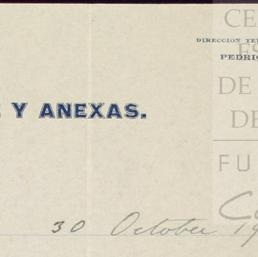 CE
DIRECCION TE
PEDRIC
DE
DE
Y ANEXAS.
FU
30 October 19